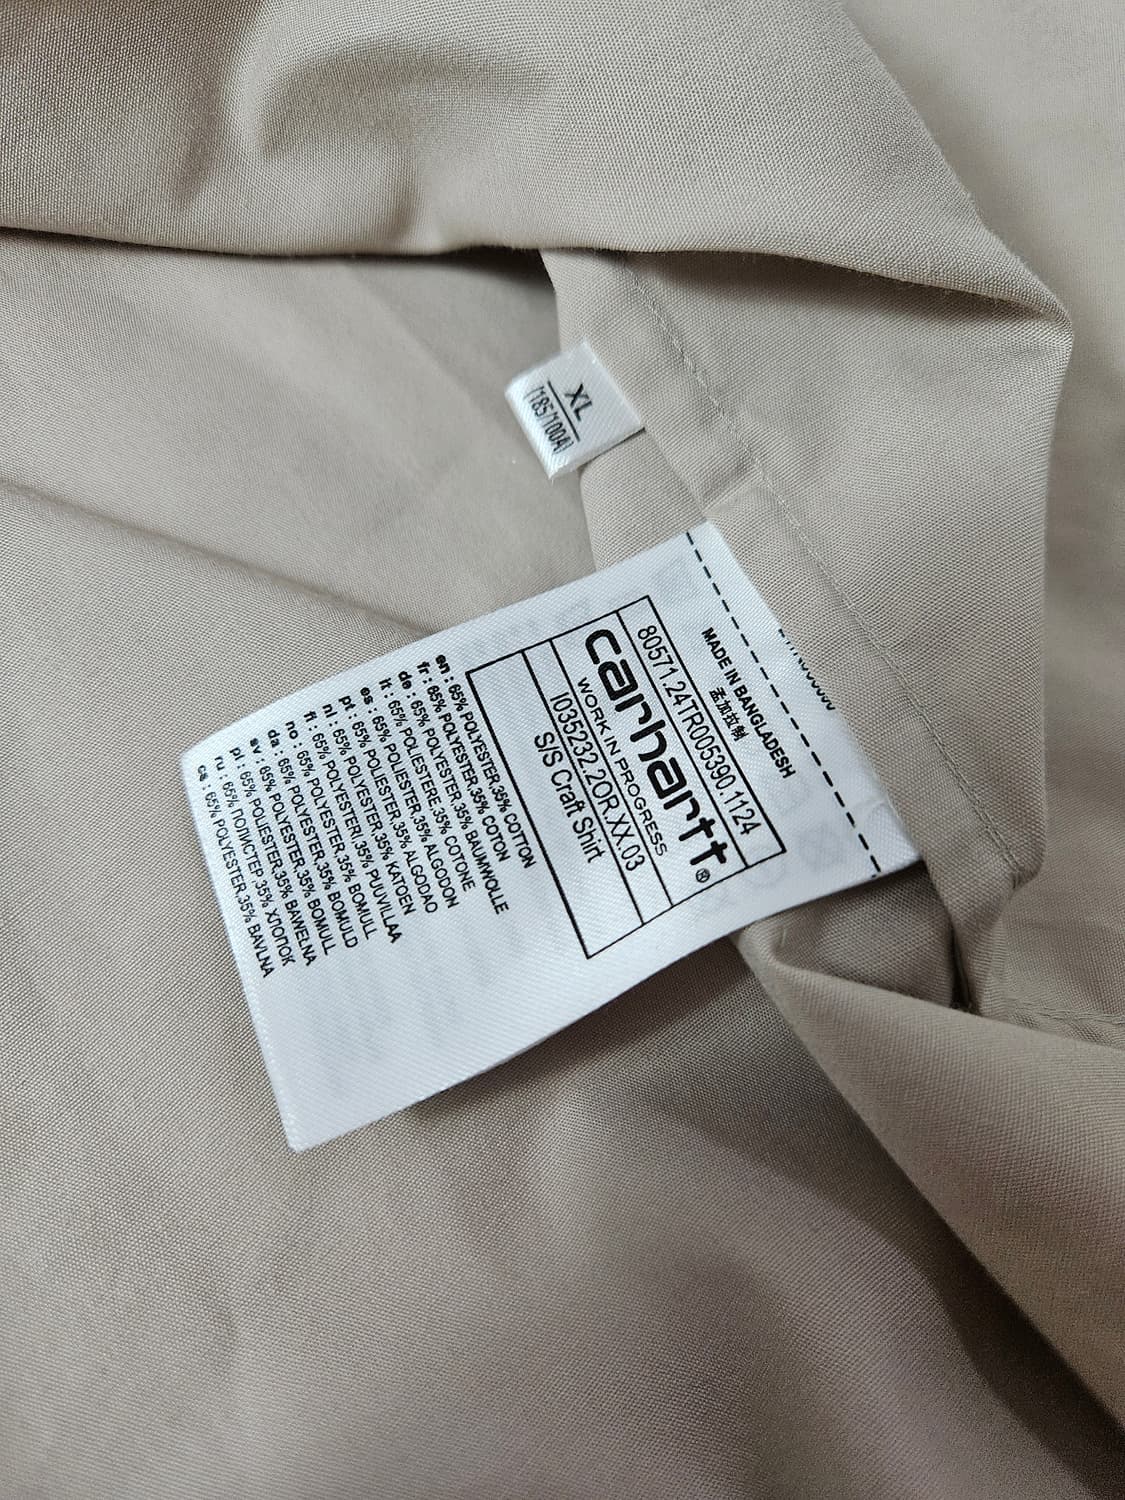 XL
(185/100A)
MADE IN BANGLADESH
孟加拉制
80571.24TR005390.1124
carhartt®
WORK IN PROGRESS
I035232.2OR.XX.03
S/S Craft Shirt
en : 65% POLYESTER,35% COTTON
fr : 65% POLYESTER,35% COTON
de : 65% POLYESTER,35% BAUMWOLLE
it : 65% POLIESTERE,35% COTONE
es : 65% POLIESTER,35% ALGODON
pt : 65% POLIESTER,35% ALGODAO
nl : 65% POLYESTER,35% KATOEN
fi : 65% POLYESTERI,35% PUUVILLAA
no : 65% POLYESTER,35% BOMULL
da : 65% POLYESTER,35% BOMULD
sv : 65% POLYESTER,35% BOMULL
pl : 65% POLIESTER,35% BAWEŁNA
ru : 65% ПОЛИСТЕР,35% ХЛОПОК
cs : 65% POLYESTER,35% BAVLNA